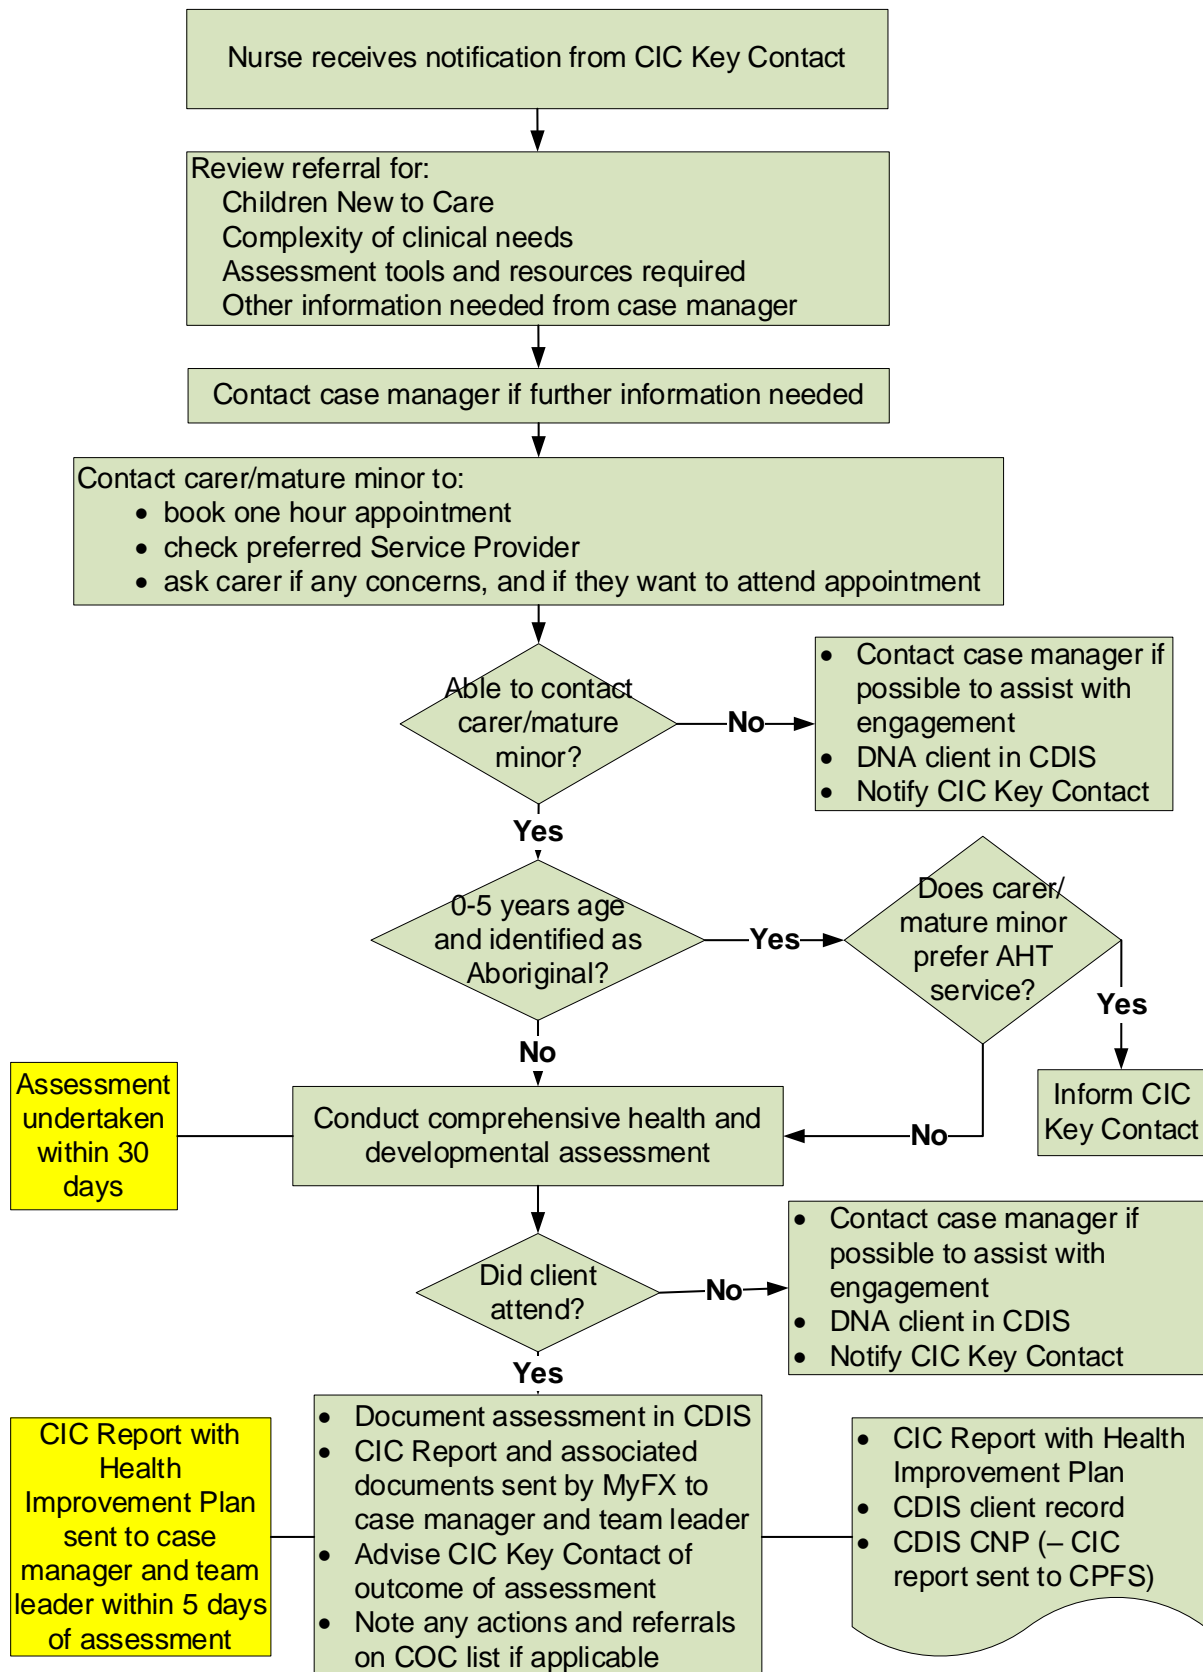 Nurse receives notification from CIC Key Contact
Review referral for:
Children New to Care
Complexity of clinical needs
Assessment tools and resources required
Other information needed from case manager
Contact case manager if further information needed
Contact carer/mature minor to:
• book one hour appointment
• check preferred Service Provider
• ask carer if any concerns, and if they want to attend appointment
Able to contact
carer/mature
minor?
No
• Contact case manager if
possible to assist with
engagement
• DNA client in CDIS
• Notify CIC Key Contact
Yes
0-5 years age
and identified as
Aboriginal?
Yes
Does carer/
mature minor
prefer AHT
service?
Yes
Inform CIC
Key Contact
No
No
Assessment
undertaken
within 30
days
Conduct comprehensive health and
developmental assessment
Did client
attend?
No
• Contact case manager if
possible to assist with
engagement
• DNA client in CDIS
• Notify CIC Key Contact
Yes
CIC Report with
Health
Improvement Plan
sent to case
manager and team
leader within 5 days
of assessment
• Document assessment in CDIS
• CIC Report and associated
documents sent by MyFX to
case manager and team leader
• Advise CIC Key Contact of
outcome of assessment
• Note any actions and referrals
on COC list if applicable
• CIC Report with Health
Improvement Plan
• CDIS client record
• CDIS CNP (– CIC
report sent to CPFS)